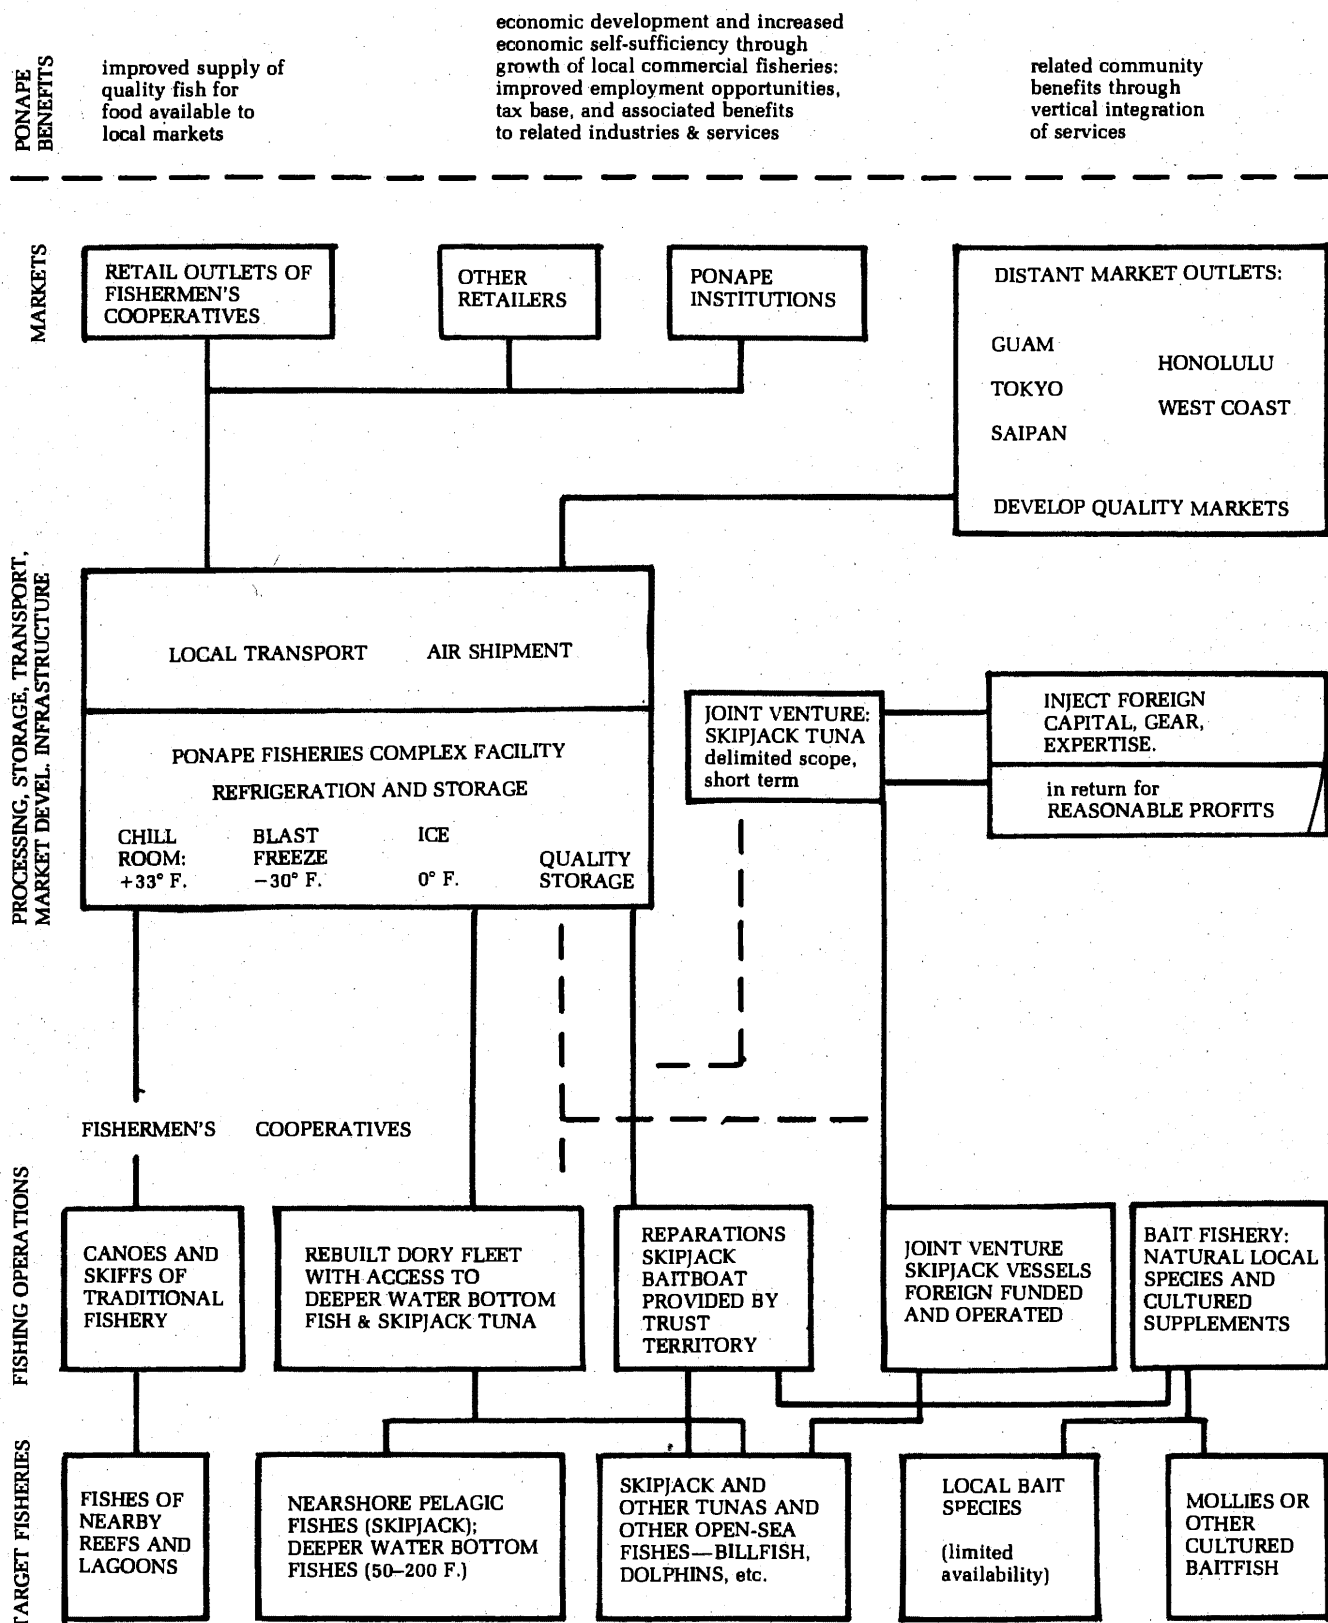 PONAPE
BENEFITS
improved supply of
quality fish for
food available to
local markets
economic development and increased
economic self-sufficiency through
growth of local commercial fisheries:
improved employment opportunities,
tax base, and associated benefits
to related industries & services
related community
benefits through
vertical integration
of services
MARKETS
RETAIL OUTLETS OF
FISHERMEN'S
COOPERATIVES
OTHER
RETAILERS
PONAPE
INSTITUTIONS
DISTANT MARKET OUTLETS:
GUAM
HONOLULU
TOKYO
WEST COAST
SAIPAN
DEVELOP QUALITY MARKETS
PROCESSING, STORAGE, TRANSPORT,
MARKET DEVEL. INFRASTRUCTURE
LOCAL TRANSPORT
AIR SHIPMENT
PONAPE FISHERIES COMPLEX FACILITY
REFRIGERATION AND STORAGE
CHILL
ROOM:
+33° F.
BLAST
FREEZE
−30° F.
ICE
0° F.
QUALITY
STORAGE
JOINT VENTURE:
SKIPJACK TUNA
delimited scope,
short term
INJECT FOREIGN
CAPITAL, GEAR,
EXPERTISE.
in return for
REASONABLE PROFITS
FISHERMEN'S COOPERATIVES
FISHING OPERATIONS
CANOES AND
SKIFFS OF
TRADITIONAL
FISHERY
REBUILT DORY FLEET
WITH ACCESS TO
DEEPER WATER BOTTOM
FISH & SKIPJACK TUNA
REPARATIONS
SKIPJACK
BAITBOAT
PROVIDED BY
TRUST
TERRITORY
JOINT VENTURE
SKIPJACK VESSELS
FOREIGN FUNDED
AND OPERATED
BAIT FISHERY:
NATURAL LOCAL
SPECIES AND
CULTURED
SUPPLEMENTS
TARGET FISHERIES
FISHES OF
NEARBY
REEFS AND
LAGOONS
NEARSHORE PELAGIC
FISHES (SKIPJACK);
DEEPER WATER BOTTOM
FISHES (50–200 F.)
SKIPJACK AND
OTHER TUNAS AND
OTHER OPEN-SEA
FISHES—BILLFISH,
DOLPHINS, etc.
LOCAL BAIT
SPECIES
(limited
availability)
MOLLIES OR
OTHER
CULTURED
BAITFISH